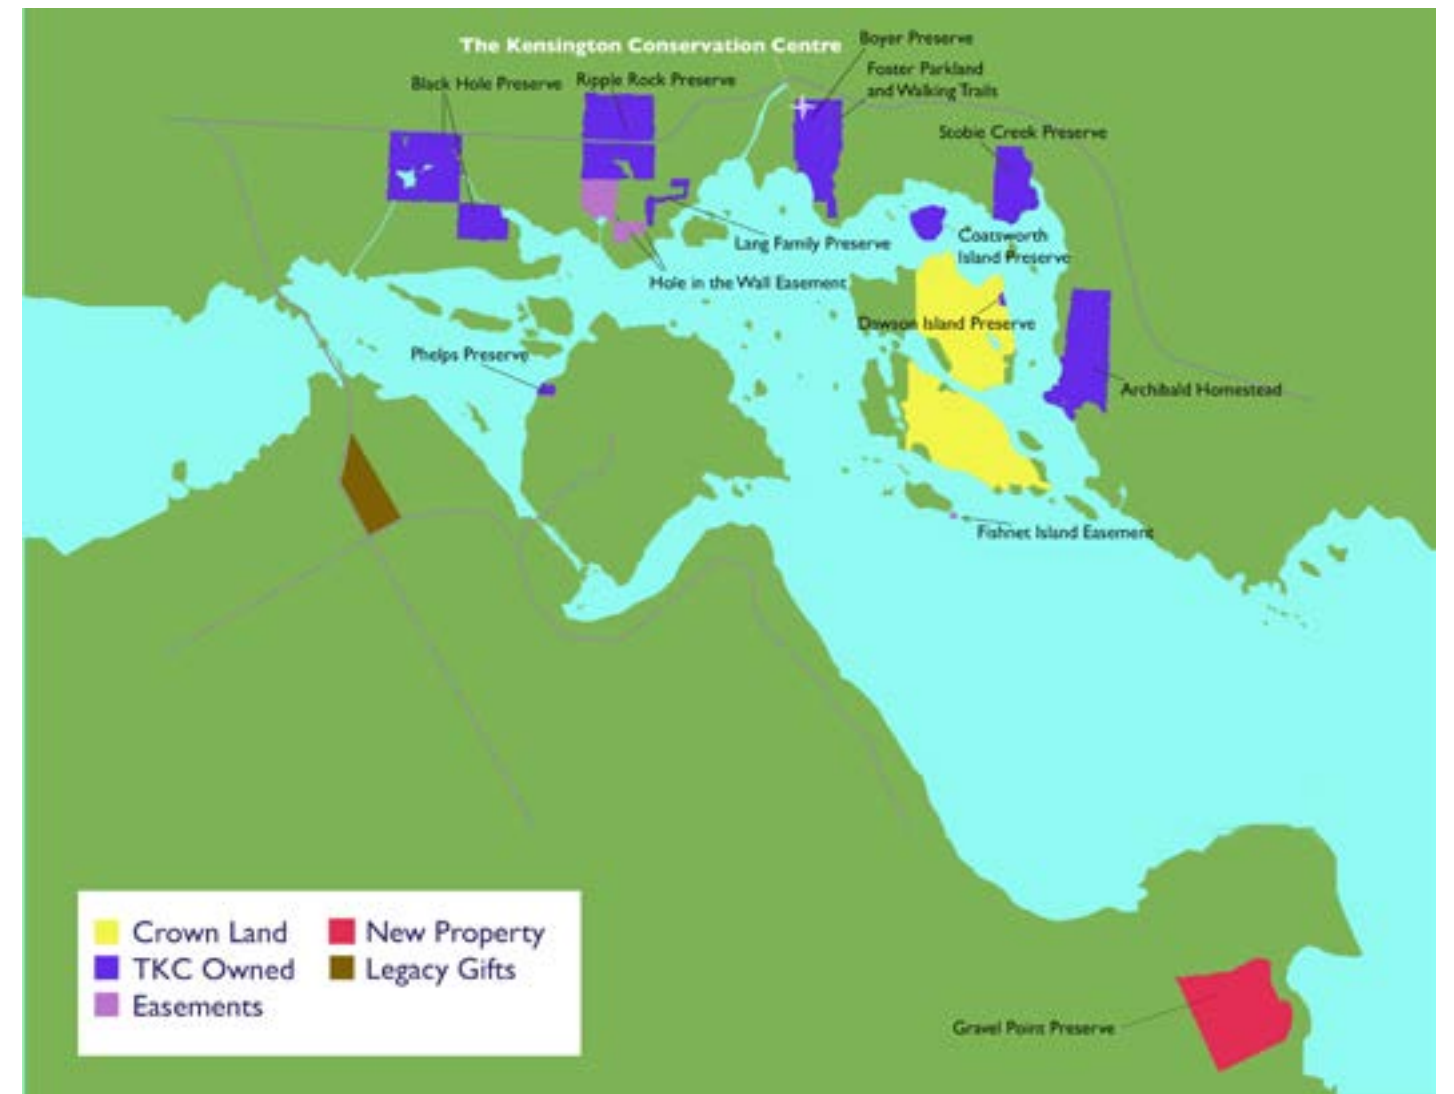 The Kensington Conservation Centre
Boyer Preserve
Foster Parkland
and Walking Trails
Black Hole Preserve
Ripple Rock Preserve
Stobie Creek Preserve
Lang Family Preserve
Coatsworth
Island Preserve
Hole in the Wall Easement
Dawson Island Preserve
Phelps Preserve
Archibald Homestead
Fishnet Island Easement
Crown Land
New Property
TKC Owned
Legacy Gifts
Easements
Gravel Point Preserve